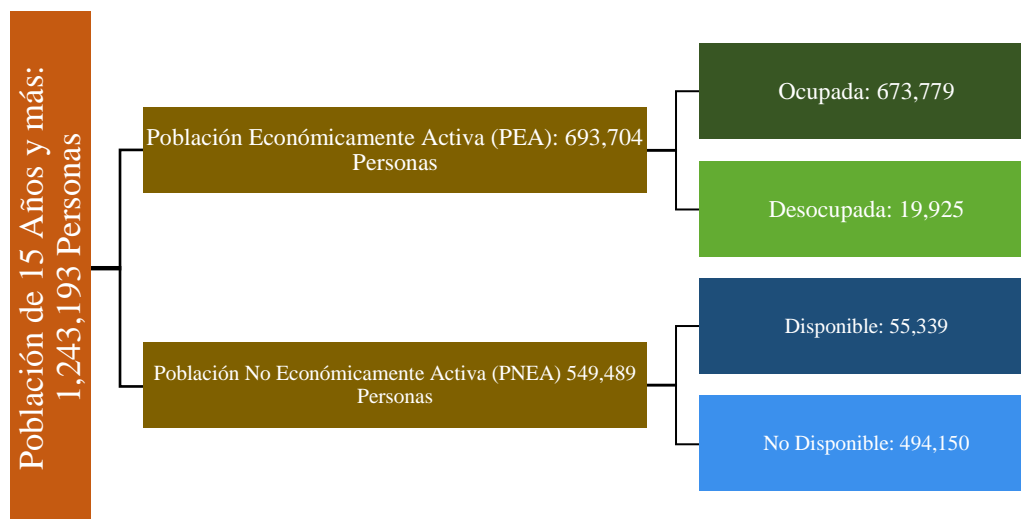 Población de 15 Años y más:
1,243,193 Personas
Población Económicamente Activa (PEA): 693,704
Personas
Ocupada: 673,779
Desocupada: 19,925
Población No Económicamente Activa (PNEA) 549,489
Personas
Disponible: 55,339
No Disponible: 494,150